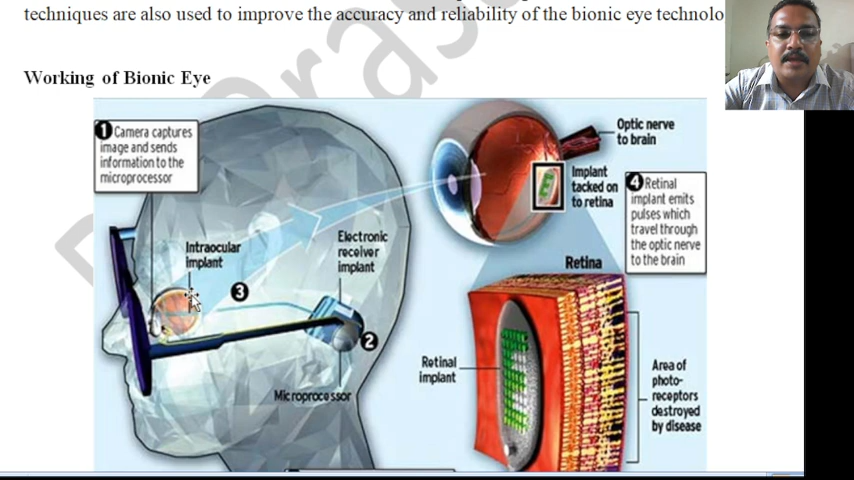 techniques are also used to improve the accuracy and reliability of the bionic eye
Working of Bionic Eye
1 Camera captures
image and sends
information to the
microprocessor
Intraocular
implant
3
Electronic
receiver
implant
2
Microprocessor
Optic nerve
to brain
Implant
tacked on
to retina
4 Retinal
implant emits
pulses which
travel through
the optic nerve
to the brain
Retina
Retinal
implant
Area of
photo-
receptors
destroyed
by disease